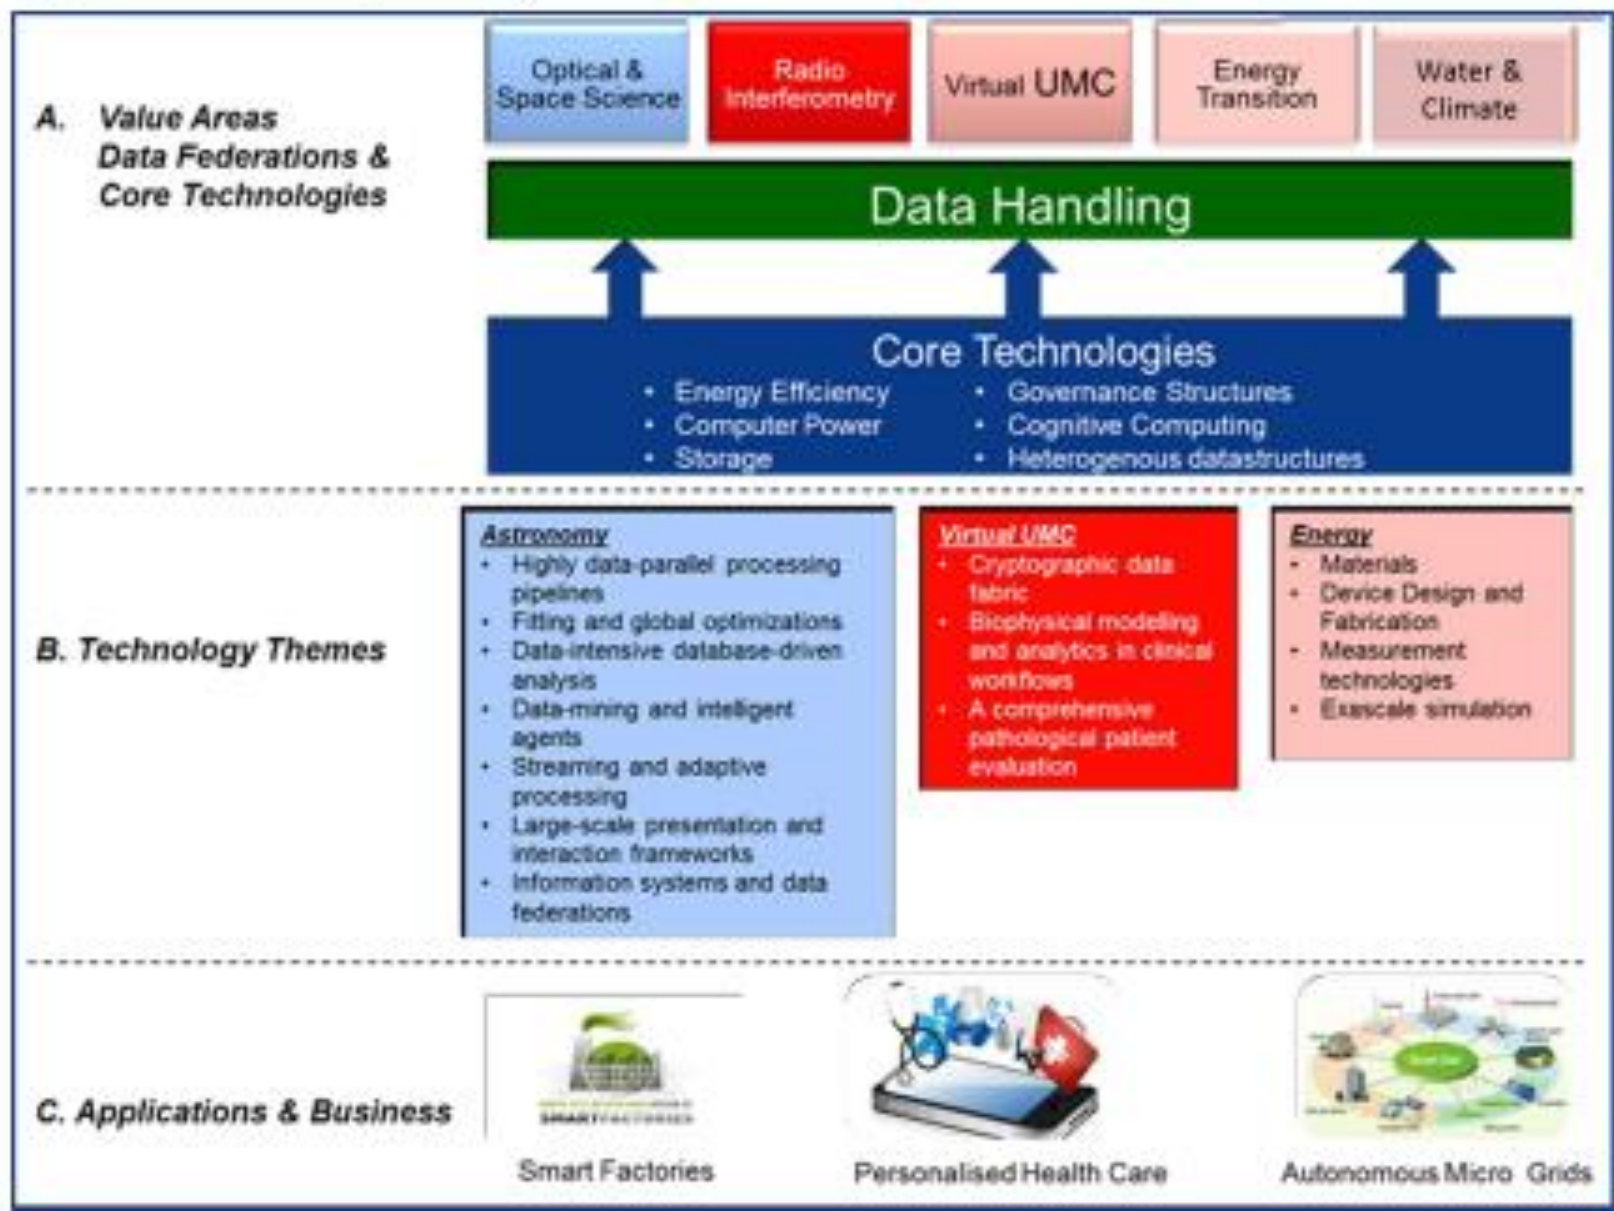 A. Value Areas
Data Federations &
Core Technologies
Optical &
Space Science
Radio
Interferometry
Virtual UMC
Energy
Transition
Water &
Climate
Data Handling
Core Technologies
• Energy Efficiency
• Computer Power
• Storage
• Governance Structures
• Cognitive Computing
• Heterogenous datastructures
B. Technology Themes
Astronomy
• Highly data-parallel processing
pipelines
• Fitting and global optimizations
• Data-intensive database-driven
analysis
• Data-mining and intelligent
agents
• Streaming and adaptive
processing
• Large-scale presentation and
interaction frameworks
• Information systems and data
federations
Virtual UMC
• Cryptographic data
fabric
• Biophysical modelling
and analytics in clinical
workflows
• A comprehensive
pathological patient
evaluation
Energy
• Materials
• Device Design and
Fabrication
• Measurement
technologies
• Exascale simulation
C. Applications & Business
SMARTFACTORIES
Smart Factories
Personalised Health Care
Autonomous Micro Grids